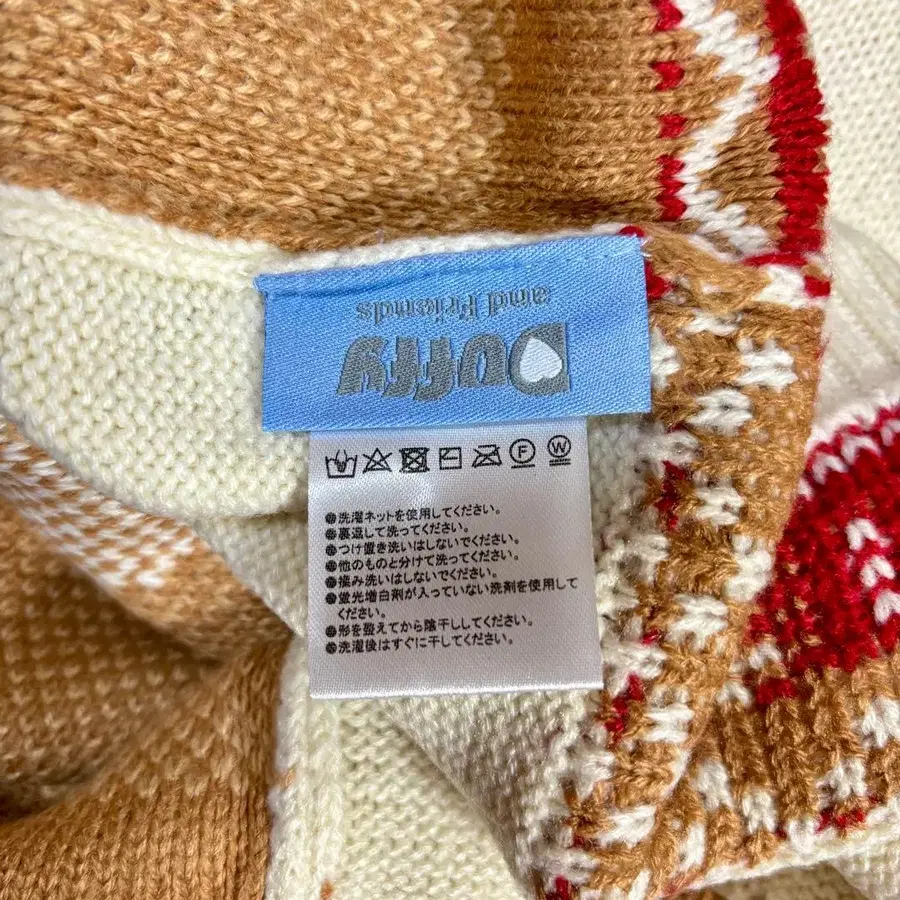 Duffy
and Friends
F W
●洗濯ネットを使用してください。
●裏返して洗ってください。
●つけ置き洗いはしないでください。
●他のものと分けて洗ってください。
●揉み洗いはしないでください。
●蛍光増白剤が入っていない洗剤を使用して
ください。
●形を整えてから陰干ししてください。
●洗濯後はすぐに干してください。